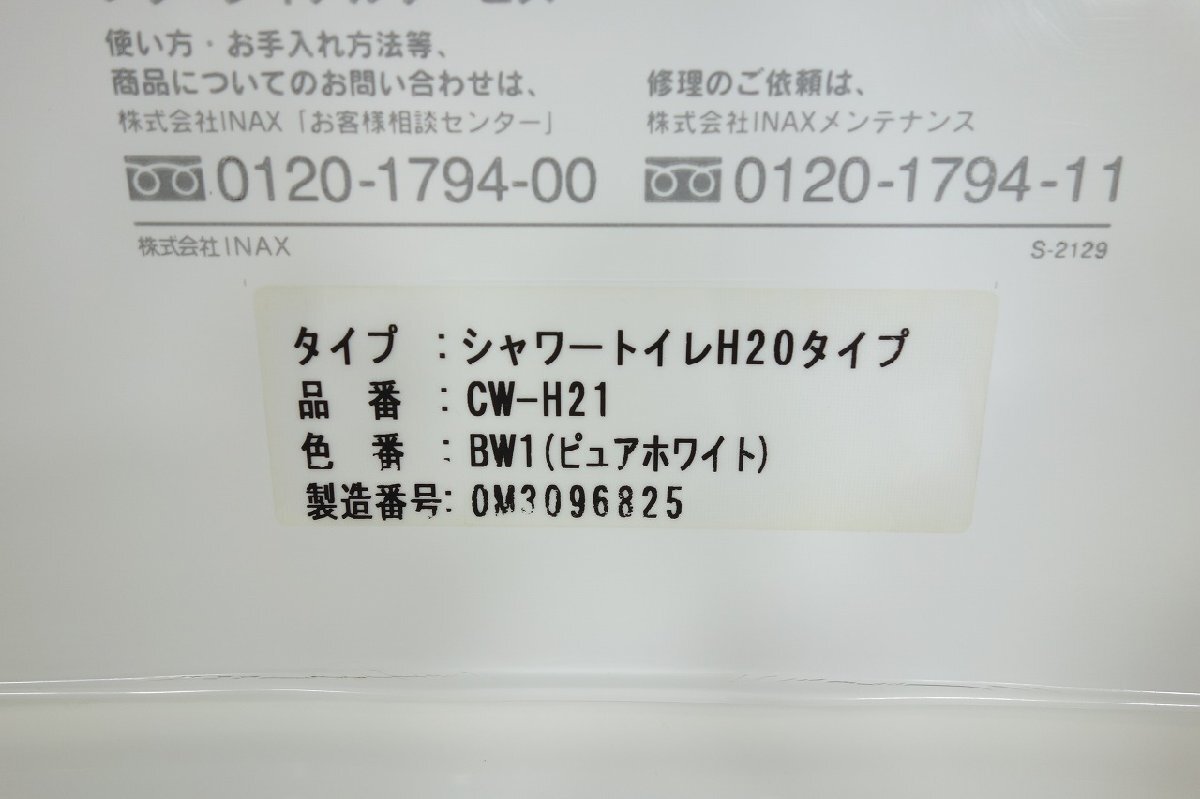 使い方・お手入れ方法等、
商品についてのお問い合わせは、
株式会社INAX「お客様相談センター」
0120-1794-00
修理のご依頼は、
株式会社INAXメンテナンス
0120-1794-11
株式会社INAX
S-2129
タイプ：シャワートイレH20タイプ
品番：CW-H21
色番：BW1(ピュアホワイト)
製造番号：0M3096825